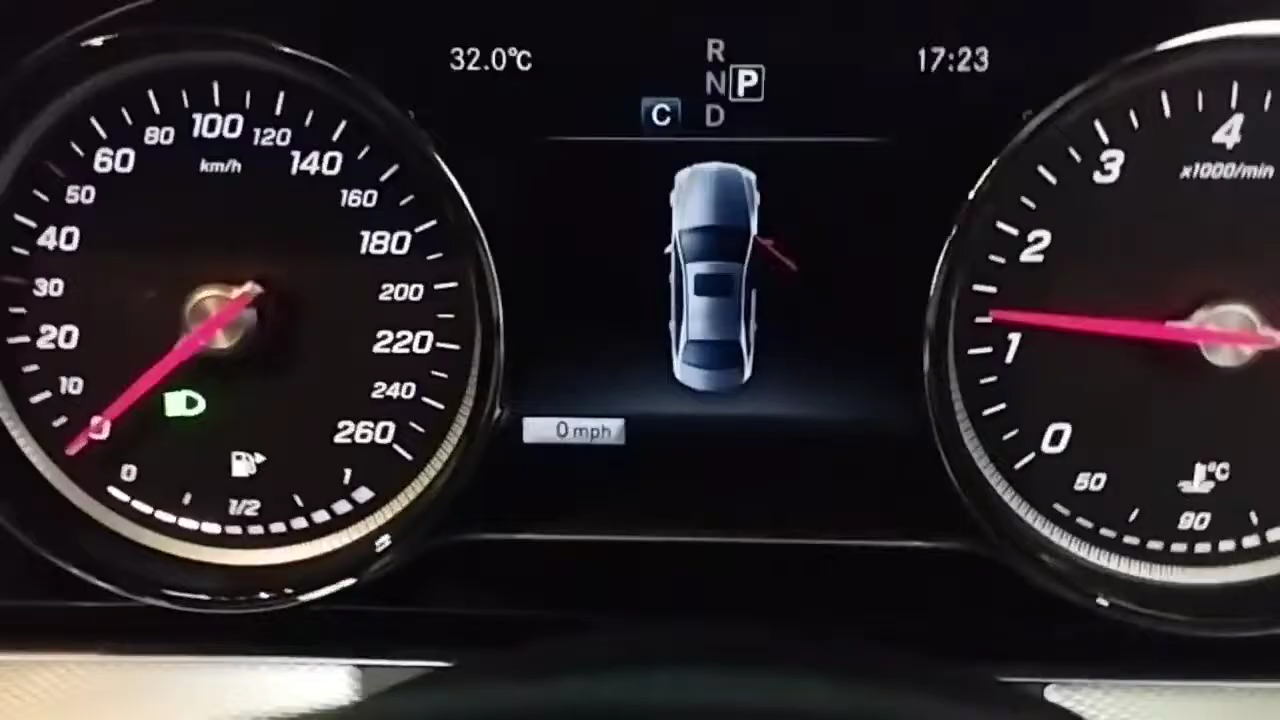 32.0°C
R
N P
C D
17:23
0 10 20 30 40 50 60 80 100 120 140 160 180 200 220 240 260
km/h
0 1/2 1
0 mph
0 1 2 3 4
x1000/min
°C
50 90